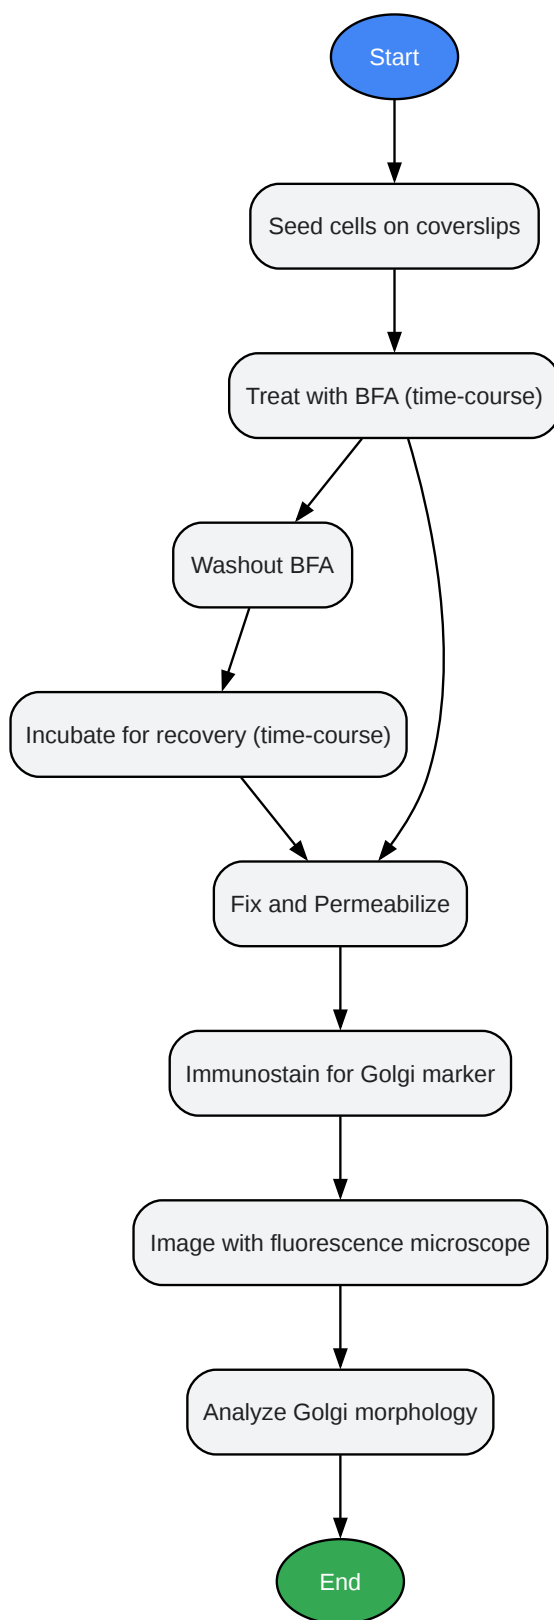 Start
Seed cells on coverslips
Treat with BFA (time-course)
Washout BFA
Incubate for recovery (time-course)
Fix and Permeabilize
Immunostain for Golgi marker
Image with fluorescence microscope
Analyze Golgi morphology
End